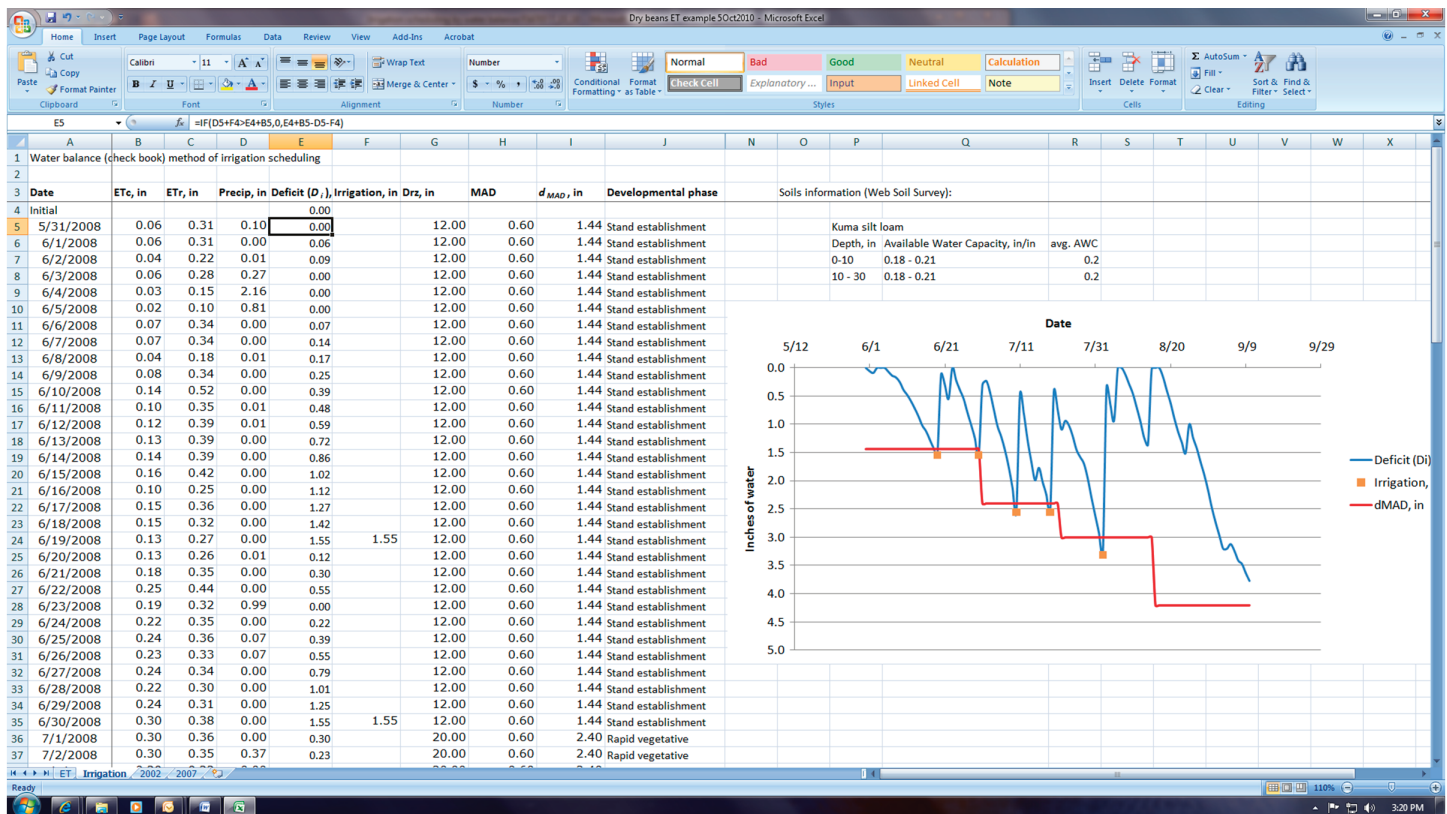 Dry beans ET example 5Oct2010 - Microsoft Excel
Home Insert Page Layout Formulas Data Review View Add-Ins Acrobat
Cut
Copy
Format Painter
Paste
Calibri 11
B I U
Wrap Text
Merge & Center
Number
$ % ,
Conditional Formatting
Format as Table
Normal Bad Good Neutral Calculation
Check Cell Explanatory ... Input Linked Cell Note
Insert Delete Format
AutoSum
Fill
Clear
Sort & Filter
Find & Select
Clipboard Font Alignment Number Styles Cells Editing
E5 fx =IF(D5+F4>E4+B5,0,E4+B5-D5-F4)
A B C D E F G H I J N O P Q R S T U V W X
1 Water balance (check book) method of irrigation scheduling
2
3 Date ETc, in ETr, in Precip, in Deficit (Di), Irrigation, in Drz, in MAD dMAD, in Developmental phase Soils information (Web Soil Survey):
4 Initial 0.00
5 5/31/2008 0.06 0.31 0.10 0.00 12.00 0.60 1.44 Stand establishment Kuma silt loam
6 6/1/2008 0.06 0.31 0.00 0.06 12.00 0.60 1.44 Stand establishment Depth, in Available Water Capacity, in/in avg. AWC
7 6/2/2008 0.04 0.22 0.01 0.09 12.00 0.60 1.44 Stand establishment 0-10 0.18 - 0.21 0.2
8 6/3/2008 0.06 0.28 0.27 0.00 12.00 0.60 1.44 Stand establishment 10 - 30 0.18 - 0.21 0.2
9 6/4/2008 0.03 0.15 2.16 0.00 12.00 0.60 1.44 Stand establishment
10 6/5/2008 0.02 0.10 0.81 0.00 12.00 0.60 1.44 Stand establishment
11 6/6/2008 0.07 0.34 0.00 0.07 12.00 0.60 1.44 Stand establishment
12 6/7/2008 0.07 0.34 0.00 0.14 12.00 0.60 1.44 Stand establishment
13 6/8/2008 0.04 0.18 0.01 0.17 12.00 0.60 1.44 Stand establishment
14 6/9/2008 0.08 0.34 0.00 0.25 12.00 0.60 1.44 Stand establishment
15 6/10/2008 0.14 0.52 0.00 0.39 12.00 0.60 1.44 Stand establishment
16 6/11/2008 0.10 0.35 0.01 0.48 12.00 0.60 1.44 Stand establishment
17 6/12/2008 0.12 0.39 0.01 0.59 12.00 0.60 1.44 Stand establishment
18 6/13/2008 0.13 0.39 0.00 0.72 12.00 0.60 1.44 Stand establishment
19 6/14/2008 0.14 0.39 0.00 0.86 12.00 0.60 1.44 Stand establishment
20 6/15/2008 0.16 0.42 0.00 1.02 12.00 0.60 1.44 Stand establishment
21 6/16/2008 0.10 0.25 0.00 1.12 12.00 0.60 1.44 Stand establishment
22 6/17/2008 0.15 0.36 0.00 1.27 12.00 0.60 1.44 Stand establishment
23 6/18/2008 0.15 0.32 0.00 1.42 12.00 0.60 1.44 Stand establishment
24 6/19/2008 0.13 0.27 0.00 1.55 1.55 12.00 0.60 1.44 Stand establishment
25 6/20/2008 0.13 0.26 0.01 0.12 12.00 0.60 1.44 Stand establishment
26 6/21/2008 0.18 0.35 0.00 0.30 12.00 0.60 1.44 Stand establishment
27 6/22/2008 0.25 0.44 0.00 0.55 12.00 0.60 1.44 Stand establishment
28 6/23/2008 0.19 0.32 0.99 0.00 12.00 0.60 1.44 Stand establishment
29 6/24/2008 0.22 0.35 0.00 0.22 12.00 0.60 1.44 Stand establishment
30 6/25/2008 0.24 0.36 0.07 0.39 12.00 0.60 1.44 Stand establishment
31 6/26/2008 0.23 0.33 0.07 0.55 12.00 0.60 1.44 Stand establishment
32 6/27/2008 0.24 0.34 0.00 0.79 12.00 0.60 1.44 Stand establishment
33 6/28/2008 0.22 0.30 0.00 1.01 12.00 0.60 1.44 Stand establishment
34 6/29/2008 0.24 0.31 0.00 1.25 12.00 0.60 1.44 Stand establishment
35 6/30/2008 0.30 0.38 0.00 1.55 1.55 12.00 0.60 1.44 Stand establishment
36 7/1/2008 0.30 0.36 0.00 0.30 20.00 0.60 2.40 Rapid vegetative
37 7/2/2008 0.30 0.35 0.37 0.23 20.00 0.60 2.40 Rapid vegetative
Date
5/12 6/1 6/21 7/11 7/31 8/20 9/9 9/29
Inches of water
0.0
0.5
1.0
1.5
2.0
2.5
3.0
3.5
4.0
4.5
5.0
Deficit (Di)
Irrigation,
dMAD, in
ET Irrigation 2002 2007
Ready 110%
3:20 PM